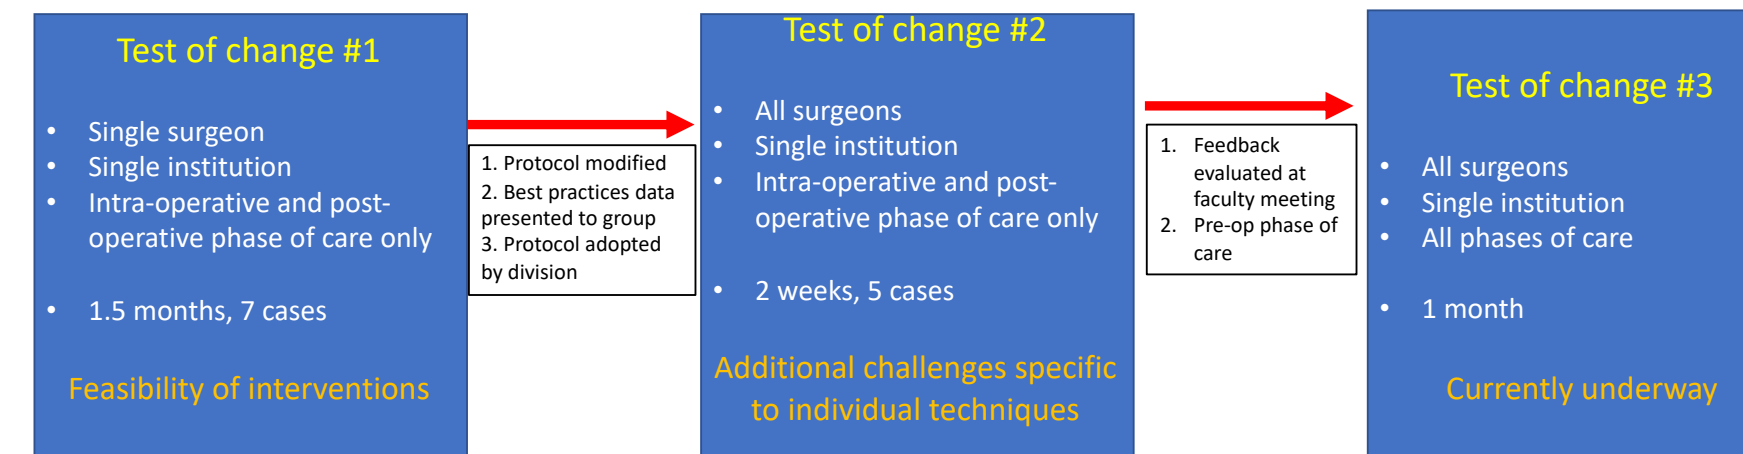 Test of change #1
• Single surgeon
• Single institution
• Intra-operative and post-
operative phase of care only
• 1.5 months, 7 cases
Feasibility of interventions
1. Protocol modified
2. Best practices data
presented to group
3. Protocol adopted
by division
Test of change #2
• All surgeons
• Single institution
• Intra-operative and post-
operative phase of care only
• 2 weeks, 5 cases
Additional challenges specific
to individual techniques
1. Feedback
evaluated at
faculty meeting
2. Pre-op phase of
care
Test of change #3
• All surgeons
• Single institution
• All phases of care
• 1 month
Currently underway